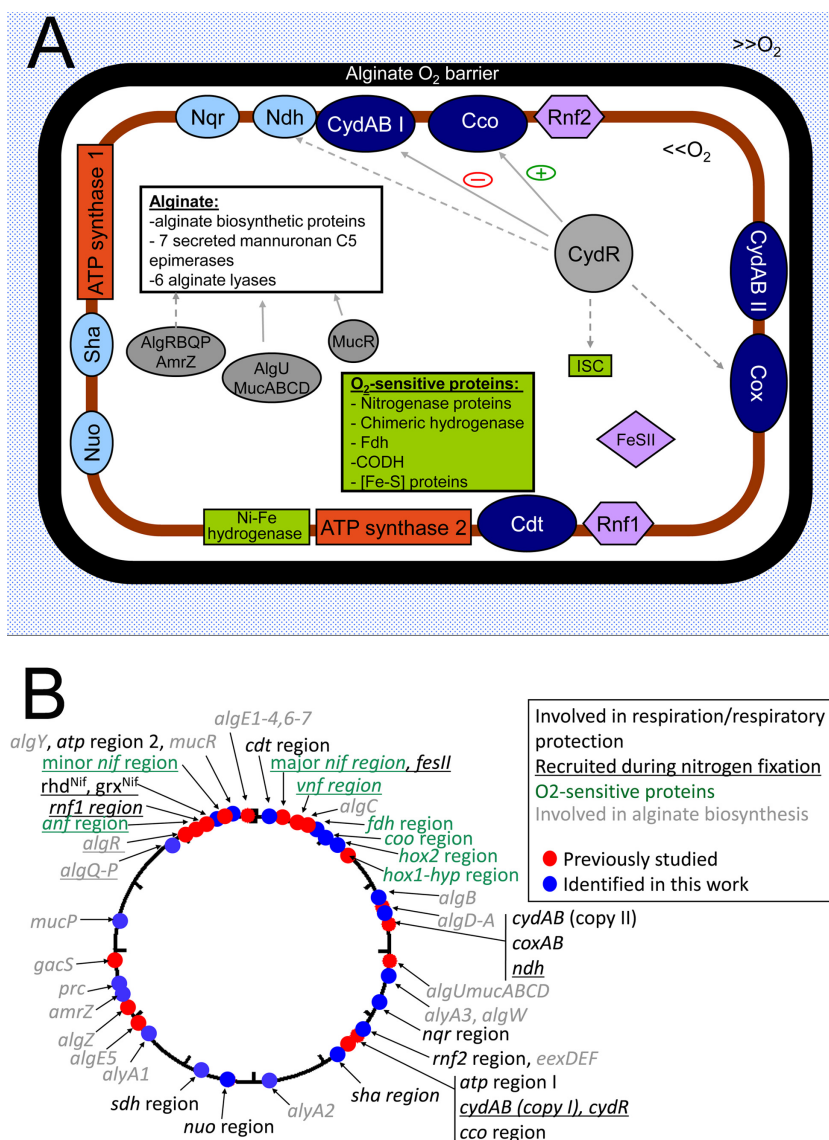 A
>>O2
Alginate O2 barrier
Nqr
Ndh
CydAB I
Cco
Rnf2
<<O2
ATP synthase 1
Alginate:
-alginate biosynthetic proteins
- 7 secreted mannuronan C5
epimerases
-6 alginate lyases
−
+
CydR
CydAB II
Sha
AlgRBQP
AmrZ
AlgU
MucABCD
MucR
ISC
Cox
O2-sensitive proteins:
- Nitrogenase proteins
- Chimeric hydrogenase
- Fdh
-CODH
- [Fe-S] proteins
FeSII
Nuo
Ni-Fe
hydrogenase
ATP synthase 2
Cdt
Rnf1
B
algE1-4,6-7
algY, atp region 2, mucR
cdt region
minor nif region
major nif region, fesII
rhdNif, grxNif
vnf region
rnf1 region
algC
anf region
fdh region
algR
coo region
algQ-P
hox2 region
hox1-hyp region
algB
algD-A
mucP
cydAB (copy II)
coxAB
ndh
gacS
algUmucABCD
prc
alyA3, algW
amrZ
nqr region
algZ
algE5
rnf2 region, eexDEF
alyA1
atp region I
sdh region
sha region
cydAB (copy I), cydR
alyA2
nuo region
cco region
Involved in respiration/respiratory
protection
Recruited during nitrogen fixation
O2-sensitive proteins
Involved in alginate biosynthesis
Previously studied
Identified in this work